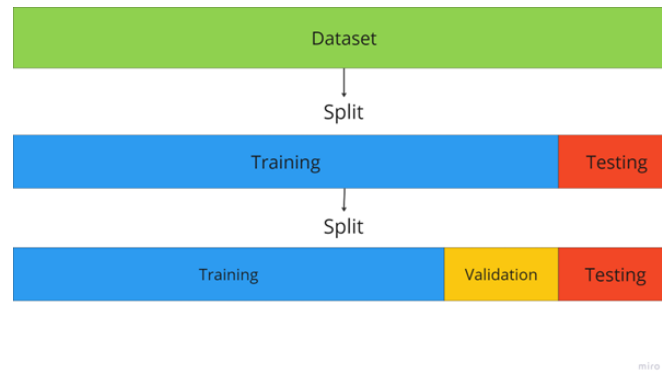 Dataset
Split
Training Testing
Split
Training Validation Testing
miro